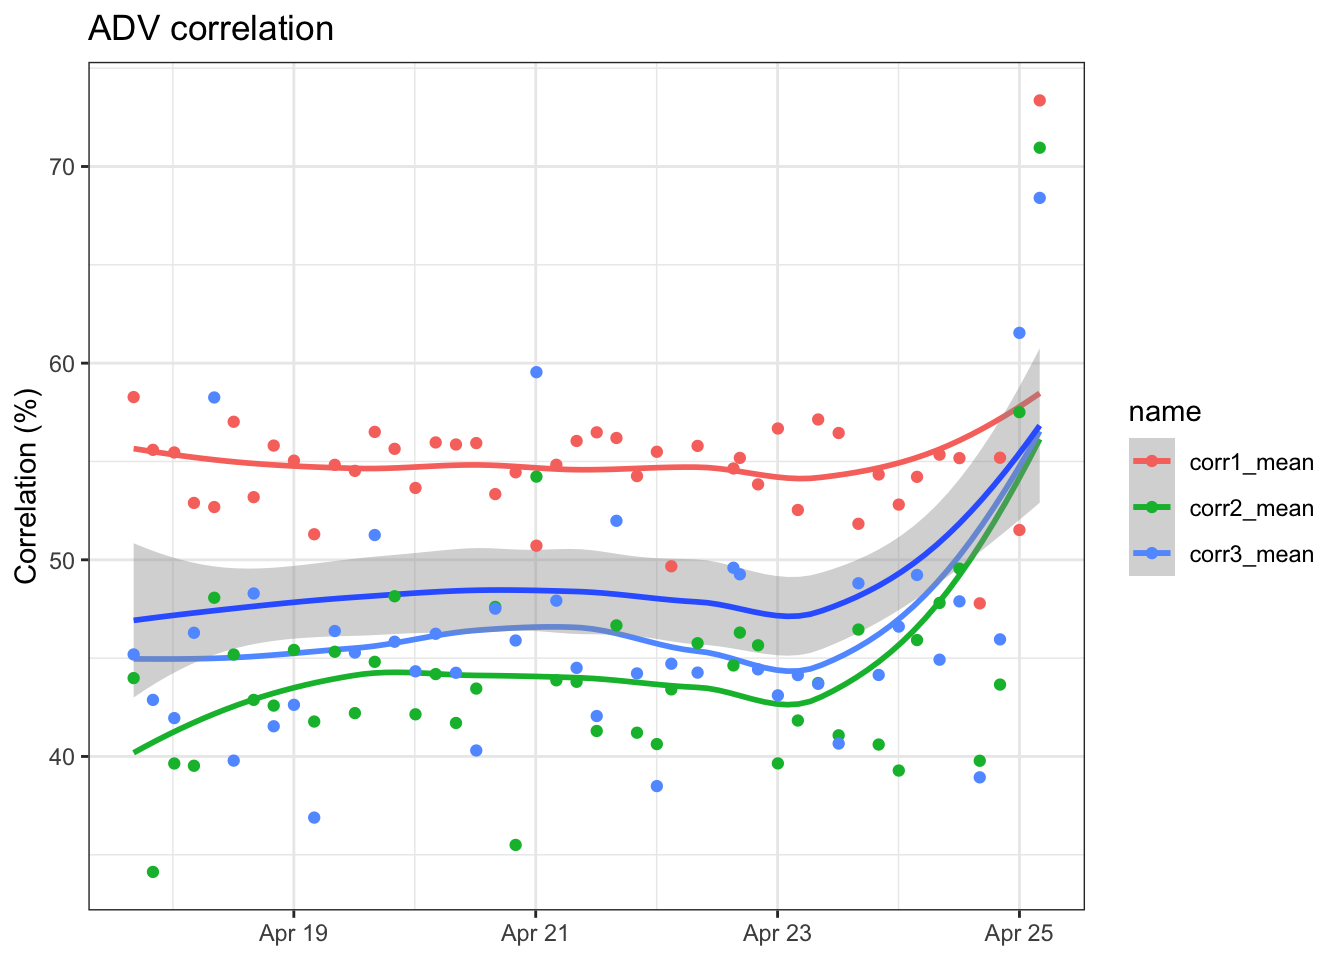 ADV correlation
Correlation (%)
70
60
50
40
Apr 19
Apr 21
Apr 23
Apr 25
name
corr1_mean
corr2_mean
corr3_mean